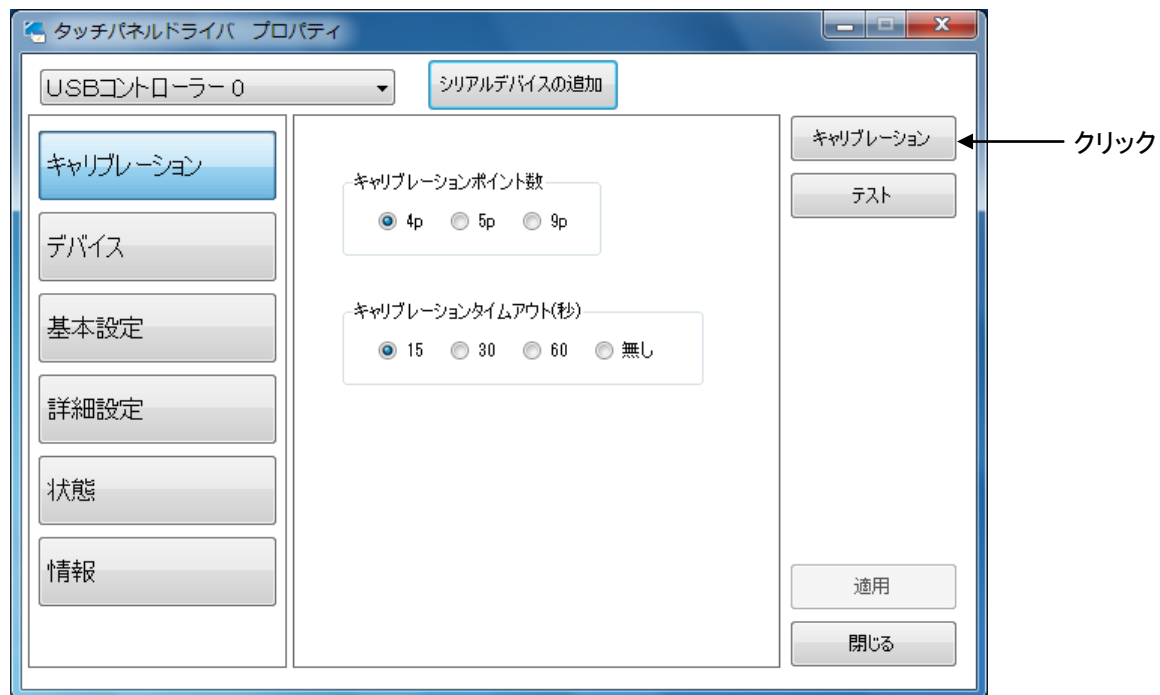 タッチパネルドライバ プロパティ
USBコントローラー0
シリアルデバイスの追加
キャリブレーション
デバイス
基本設定
詳細設定
状態
情報
キャリブレーションポイント数
4p 5p 9p
キャリブレーションタイムアウト(秒)
15 30 60 無し
キャリブレーション
クリック
テスト
適用
閉じる